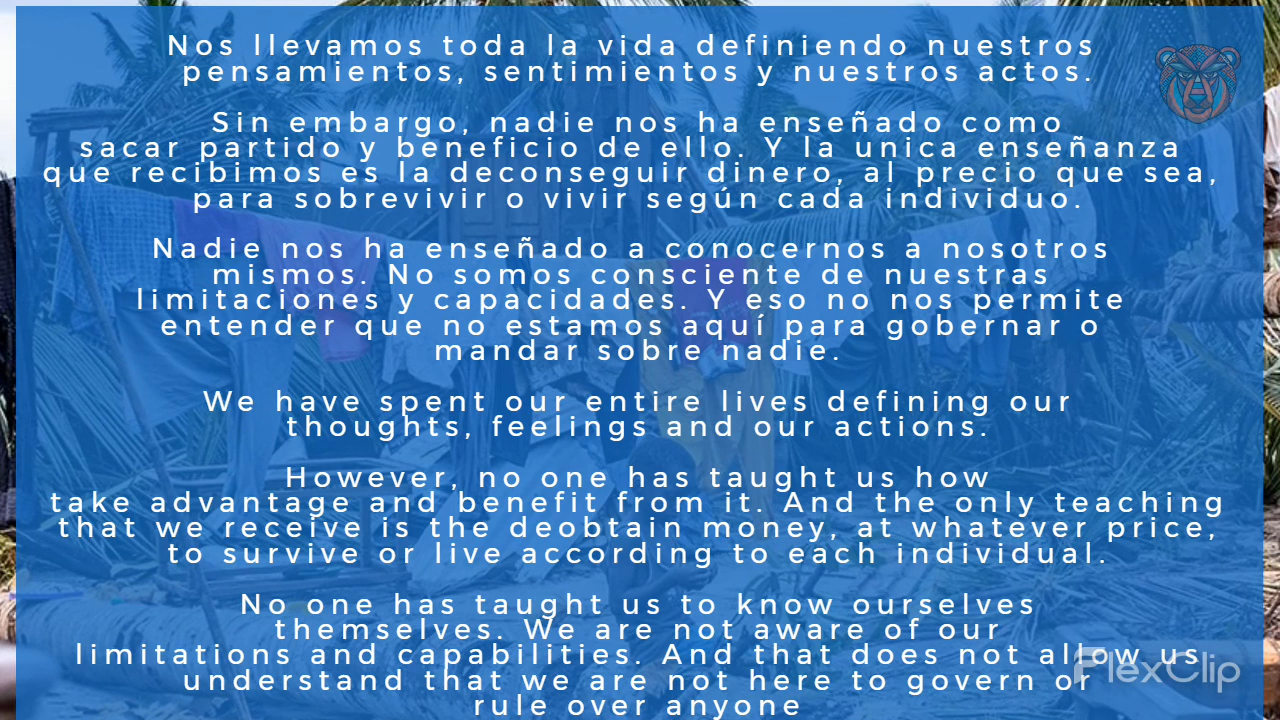 Nos llevamos toda la vida definiendo nuestros
pensamientos, sentimientos y nuestros actos.
Sin embargo, nadie nos ha enseñado como
sacar partido y beneficio de ello. Y la unica enseñanza
que recibimos es la deconseguir dinero, al precio que sea,
para sobrevivir o vivir según cada individuo.
Nadie nos ha enseñado a conocernos a nosotros
mismos. No somos consciente de nuestras
limitaciones y capacidades. Y eso no nos permite
entender que no estamos aquí para gobernar o
mandar sobre nadie.
We have spent our entire lives defining our
thoughts, feelings and our actions.
However, no one has taught us how
take advantage and benefit from it. And the only teaching
that we receive is the deobtain money, at whatever price,
to survive or live according to each individual.
No one has taught us to know ourselves
themselves. We are not aware of our
limitations and capabilities. And that does not allow us
understand that we are not here to govern or
rule over anyone
FlexClip